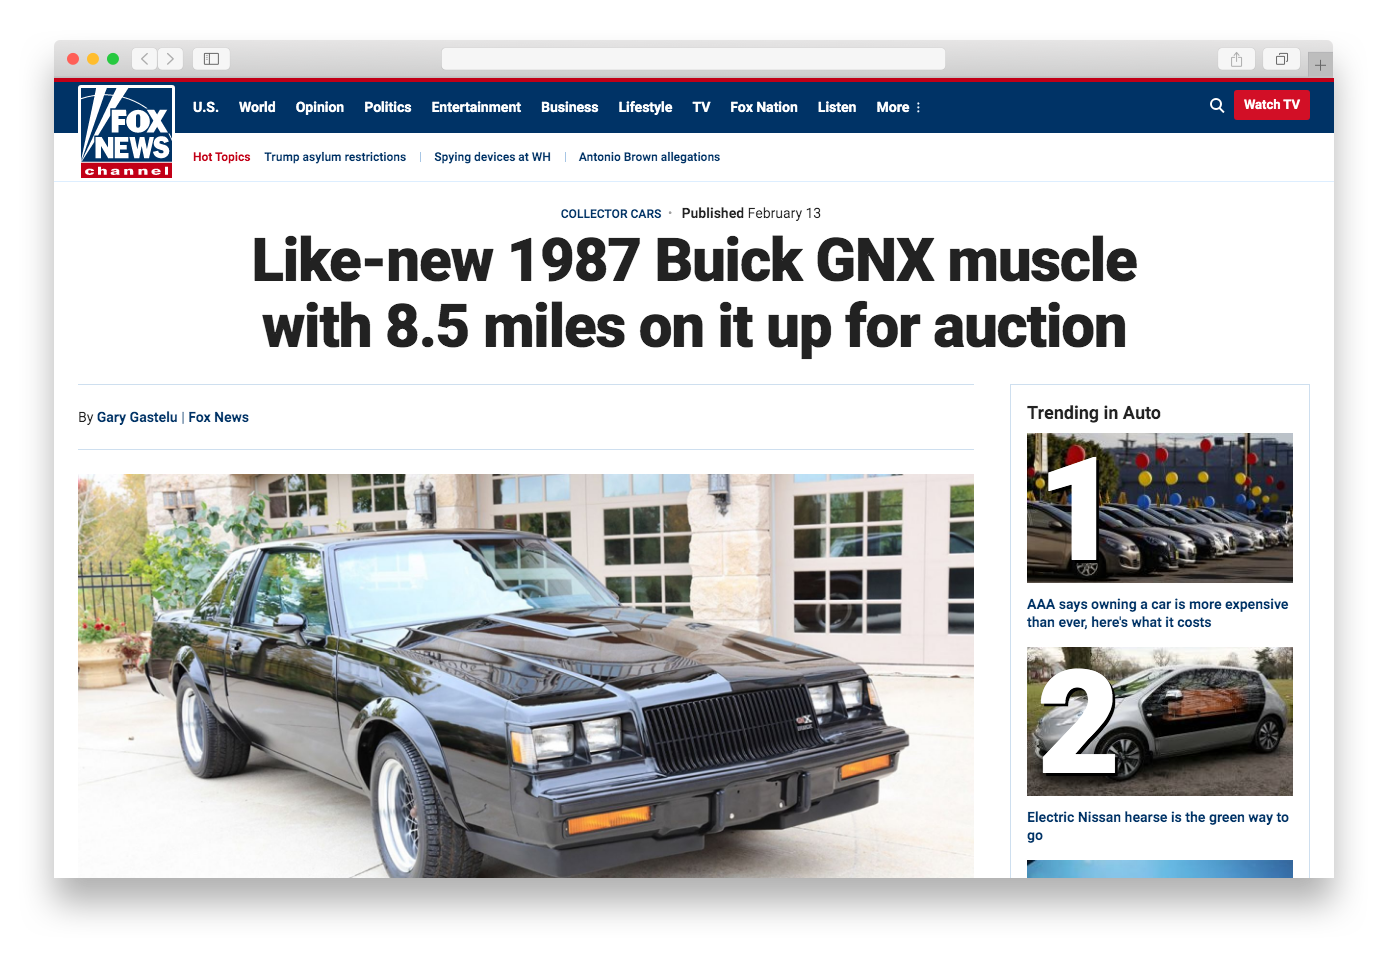 U.S. World Opinion Politics Entertainment Business Lifestyle TV Fox Nation Listen More Watch TV
FOX
NEWS
channel
Hot Topics Trump asylum restrictions Spying devices at WH Antonio Brown allegations
COLLECTOR CARS · Published February 13
Like-new 1987 Buick GNX muscle
with 8.5 miles on it up for auction
By Gary Gastelu | Fox News
Trending in Auto
1
AAA says owning a car is more expensive
than ever, here's what it costs
2
Electric Nissan hearse is the green way to
go